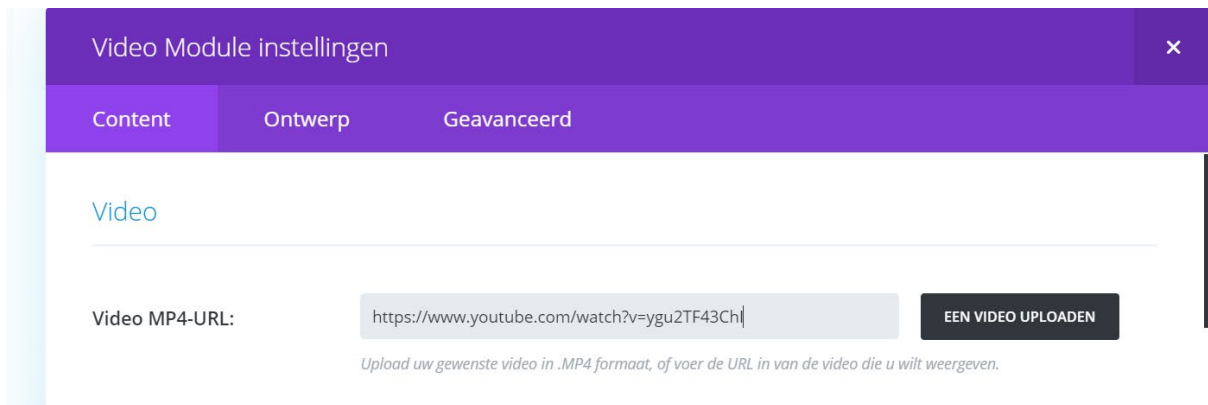 Video Module instellingen
×
Content Ontwerp Geavanceerd
Video
Video MP4-URL: https://www.youtube.com/watch?v=ygu2TF43ChI EEN VIDEO UPLOADEN
Upload uw gewenste video in .MP4 formaat, of voer de URL in van de video die u wilt weergeven.